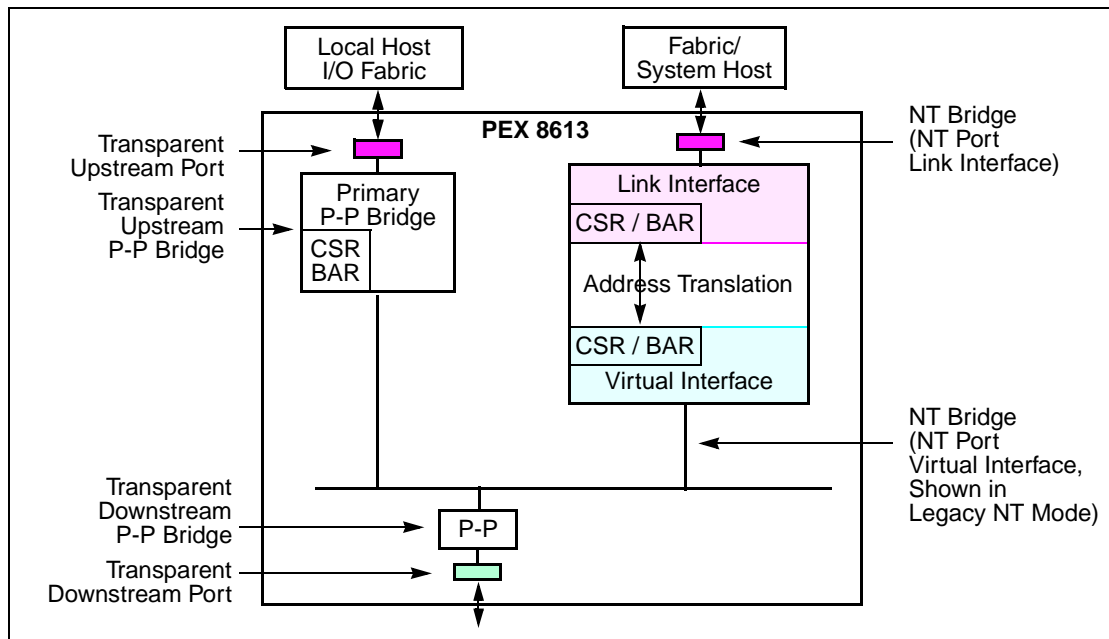 Local Host
I/O Fabric
Fabric/
System Host
PEX 8613
Transparent
Upstream Port
NT Bridge
(NT Port
Link Interface)
Transparent
Upstream
P-P Bridge
Primary
P-P Bridge
CSR
BAR
Link Interface
CSR / BAR
Address Translation
CSR / BAR
Virtual Interface
NT Bridge
(NT Port
Virtual Interface,
Shown in
Legacy NT Mode)
Transparent
Downstream
P-P Bridge
P-P
Transparent
Downstream Port